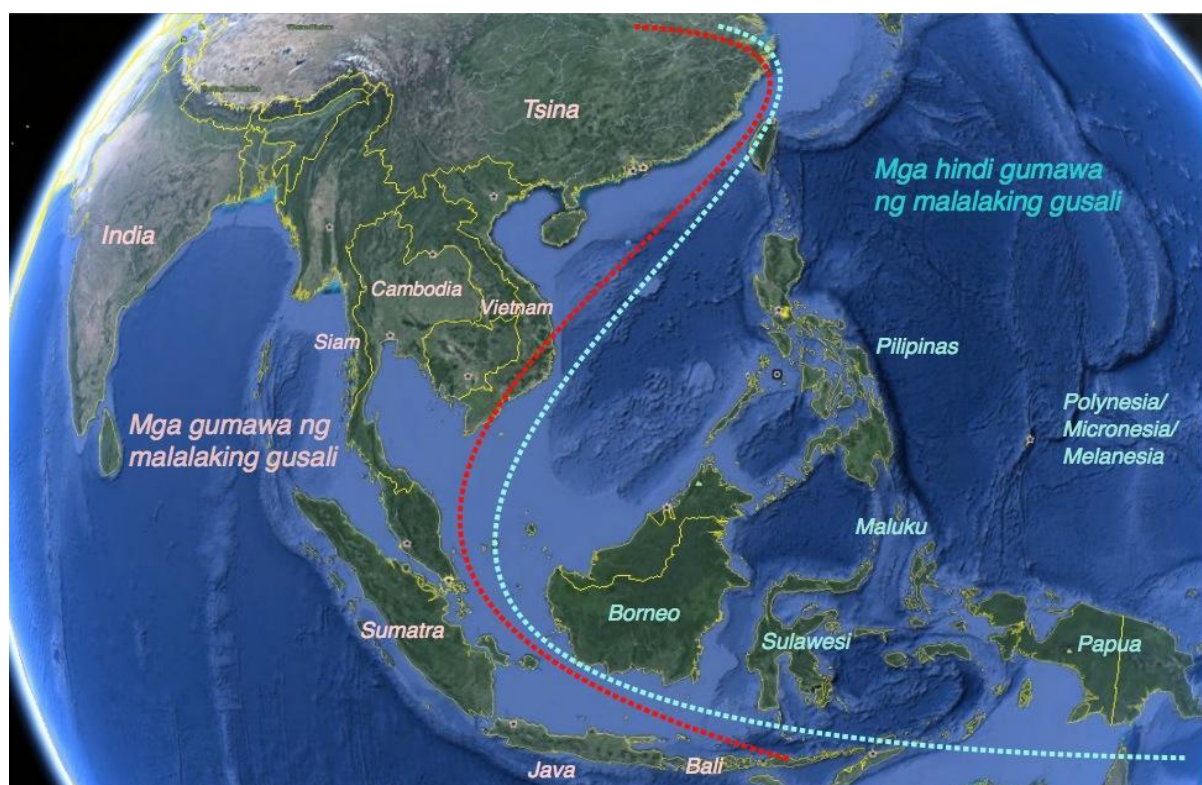 Tsina
Mga hindi gumawa
ng malalaking gusali
India
Cambodia
Vietnam
Siam
Pilipinas
Mga gumawa ng
malalaking gusali
Polynesia/
Micronesia/
Melanesia
Maluku
Sumatra
Borneo
Sulawesi
Papua
Java
Bali